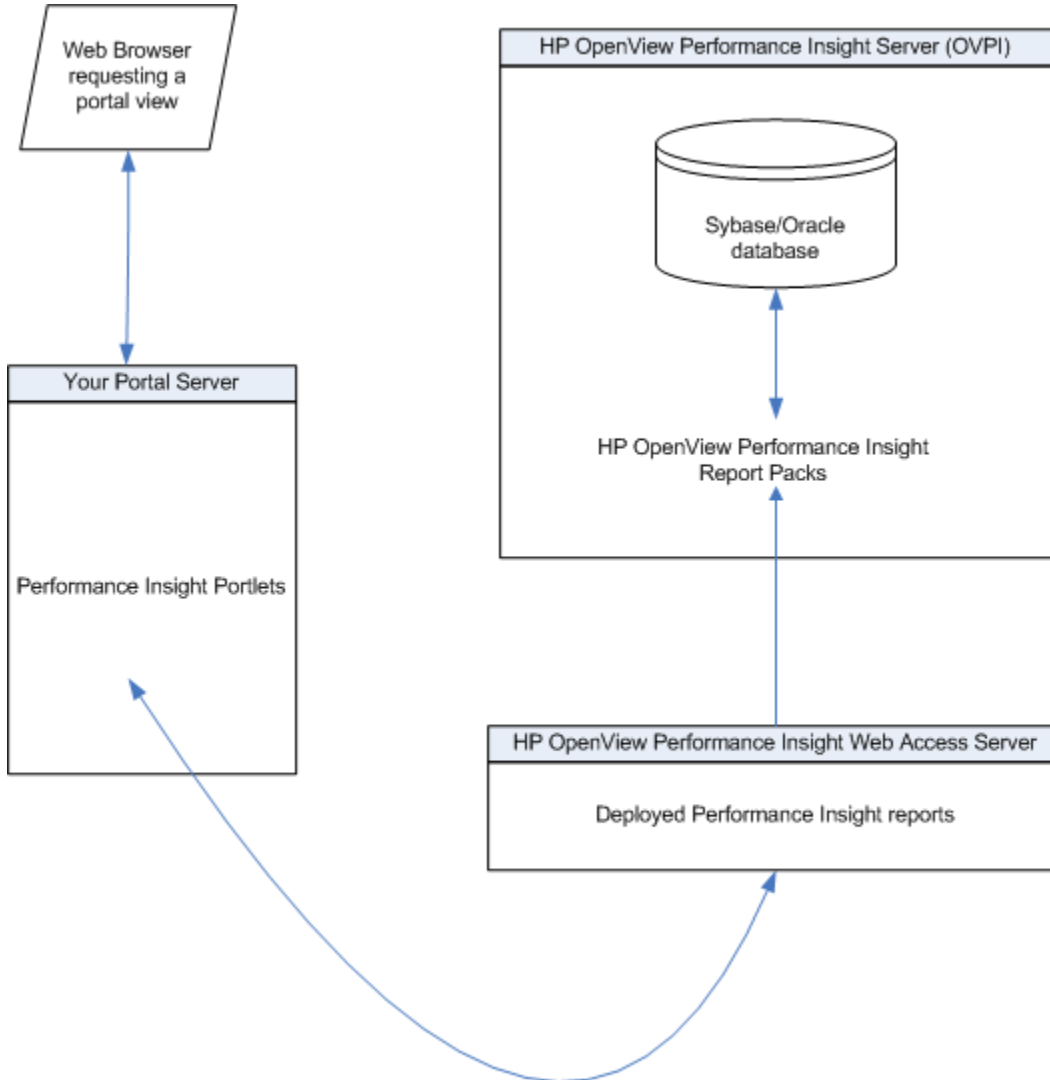 Web Browser
requesting a
portal view
HP OpenView Performance Insight Server (OVPI)
Sybase/Oracle
database
HP OpenView Performance Insight
Report Packs
Your Portal Server
Performance Insight Portlets
HP OpenView Performance Insight Web Access Server
Deployed Performance Insight reports